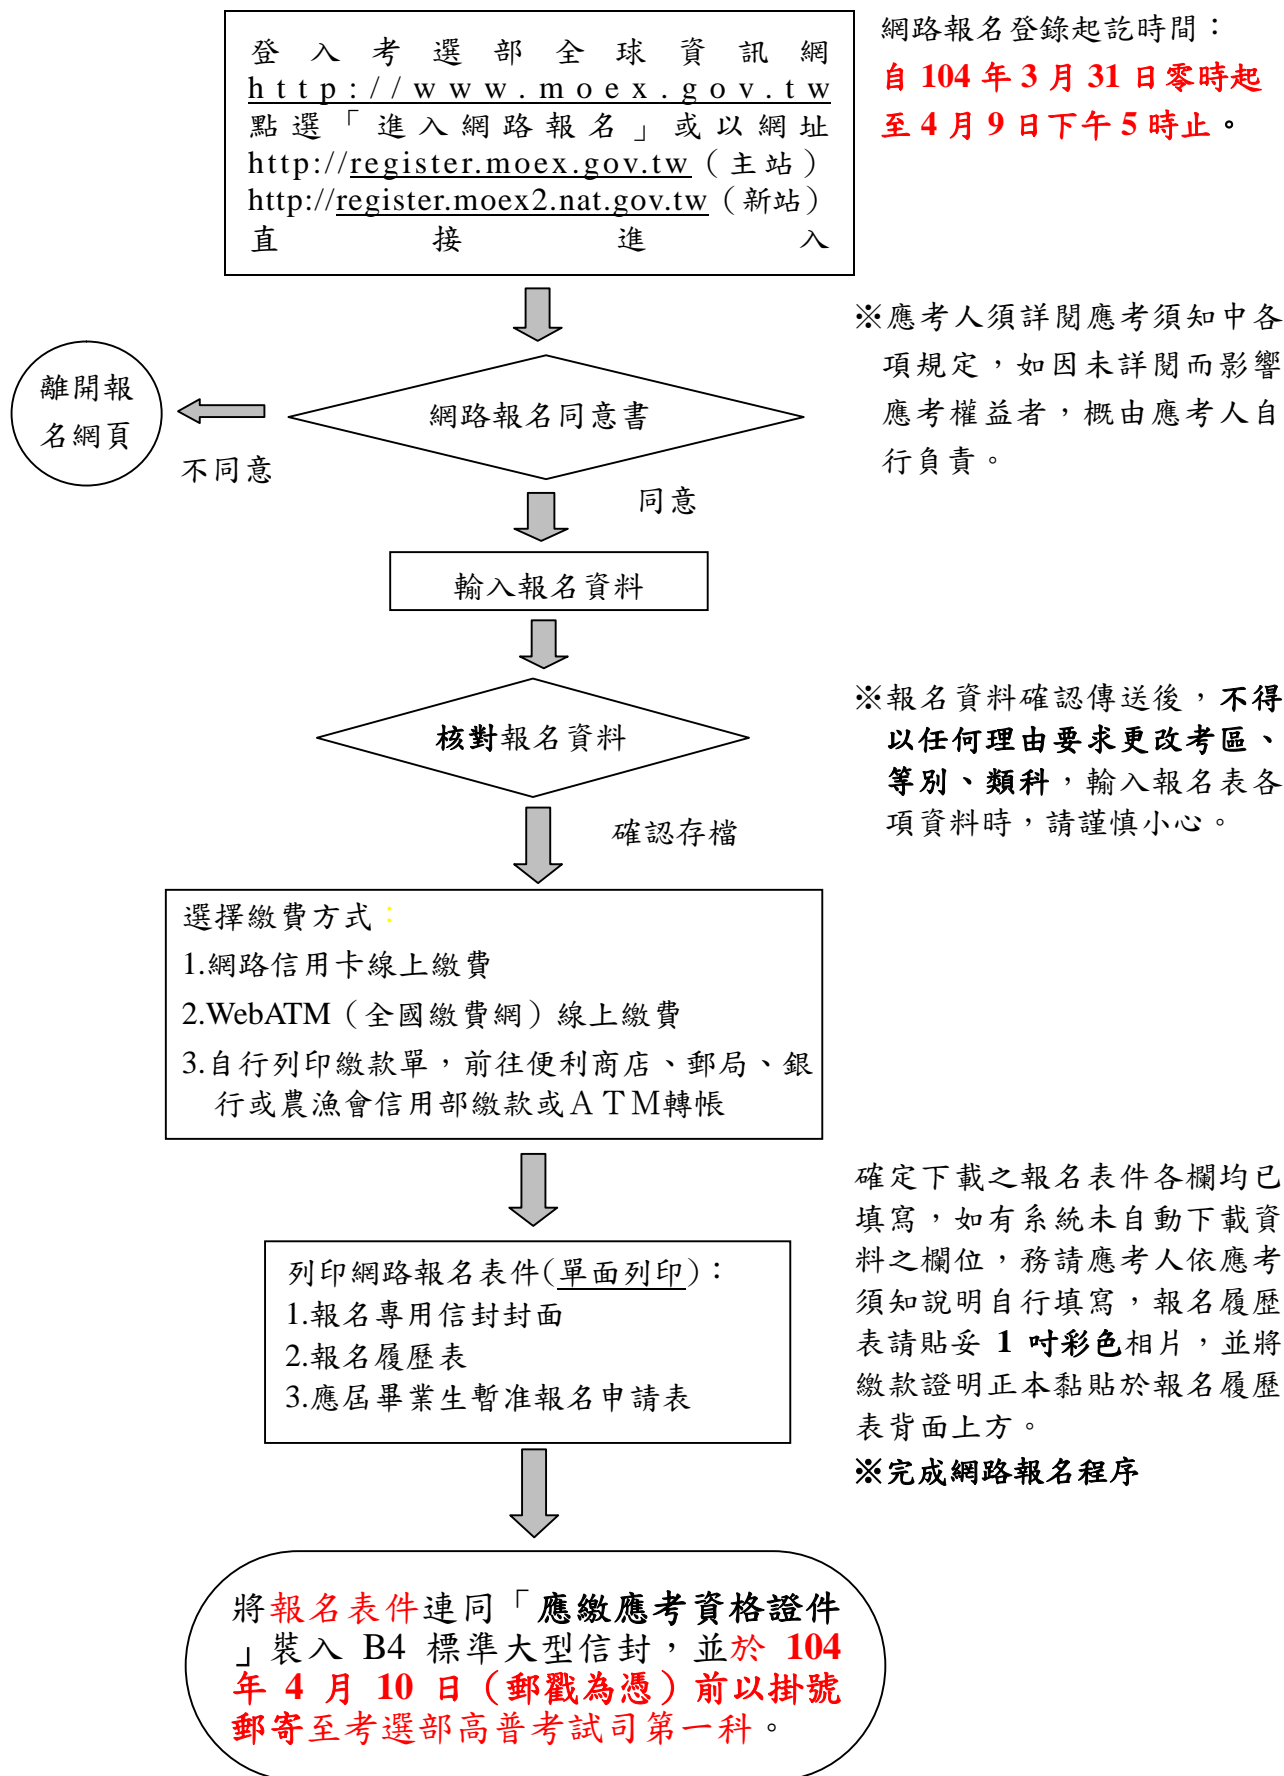 登入考選部全球資訊網
http://www.moex.gov.tw
點選「進入網路報名」或以網址
http://register.moex.gov.tw（主站）
http://register.moex2.nat.gov.tw（新站）
直接進入
網路報名登錄起訖時間：
自 104 年 3 月 31 日零時起
至 4 月 9 日下午 5 時止。
※應考人須詳閱應考須知中各
項規定，如因未詳閱而影響
應考權益者，概由應考人自
行負責。
離開報
名網頁
網路報名同意書
不同意
同意
輸入報名資料
核對報名資料
※報名資料確認傳送後，不得
以任何理由要求更改考區、
等別、類科，輸入報名表各
項資料時，請謹慎小心。
確認存檔
選擇繳費方式：
1.網路信用卡線上繳費
2.WebATM（全國繳費網）線上繳費
3.自行列印繳款單，前往便利商店、郵局、銀
行或農漁會信用部繳款或ＡＴＭ轉帳
列印網路報名表件(單面列印)：
1.報名專用信封封面
2.報名履歷表
3.應屆畢業生暫准報名申請表
確定下載之報名表件各欄均已
填寫，如有系統未自動下載資
料之欄位，務請應考人依應考
須知說明自行填寫，報名履歷
表請貼妥 1 吋彩色相片，並將
繳款證明正本黏貼於報名履歷
表背面上方。
※完成網路報名程序
將報名表件連同「應繳應考資格證件
」裝入 B4 標準大型信封，並於 104
年 4 月 10 日（郵戳為憑）前以掛號
郵寄至考選部高普考試司第一科。